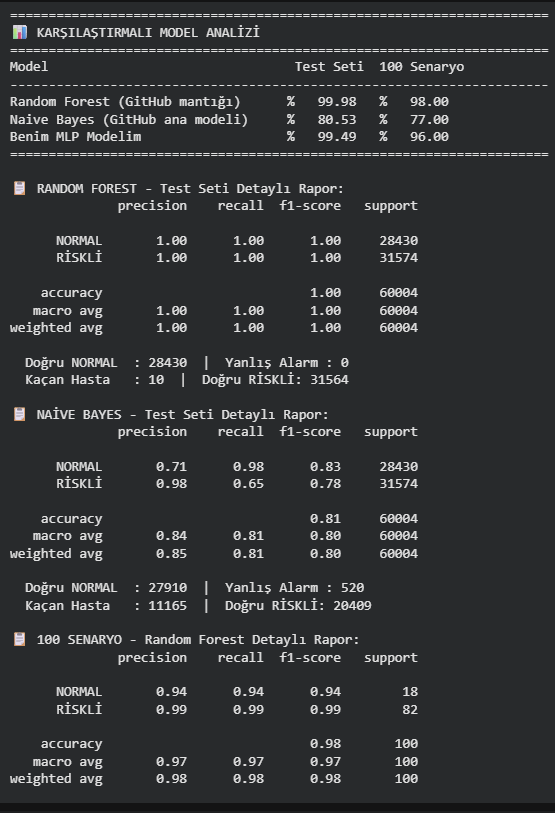 KARŞILAŞTIRMALI MODEL ANALİZİ
Model Test Seti 100 Senaryo
Random Forest (GitHub mantığı) % 99.98 % 98.00
Naive Bayes (GitHub ana modeli) % 80.53 % 77.00
Benim MLP Modelim % 99.49 % 96.00
RANDOM FOREST - Test Seti Detaylı Rapor:
precision recall f1-score support
NORMAL 1.00 1.00 1.00 28430
RİSKLİ 1.00 1.00 1.00 31574
accuracy 1.00 60004
macro avg 1.00 1.00 1.00 60004
weighted avg 1.00 1.00 1.00 60004
Doğru NORMAL : 28430 | Yanlış Alarm : 0
Kaçan Hasta : 10 | Doğru RİSKLİ: 31564
NAİVE BAYES - Test Seti Detaylı Rapor:
precision recall f1-score support
NORMAL 0.71 0.98 0.83 28430
RİSKLİ 0.98 0.65 0.78 31574
accuracy 0.81 60004
macro avg 0.84 0.81 0.80 60004
weighted avg 0.85 0.81 0.80 60004
Doğru NORMAL : 27910 | Yanlış Alarm : 520
Kaçan Hasta : 11165 | Doğru RİSKLİ: 20409
100 SENARYO - Random Forest Detaylı Rapor:
precision recall f1-score support
NORMAL 0.94 0.94 0.94 18
RİSKLİ 0.99 0.99 0.99 82
accuracy 0.98 100
macro avg 0.97 0.97 0.97 100
weighted avg 0.98 0.98 0.98 100